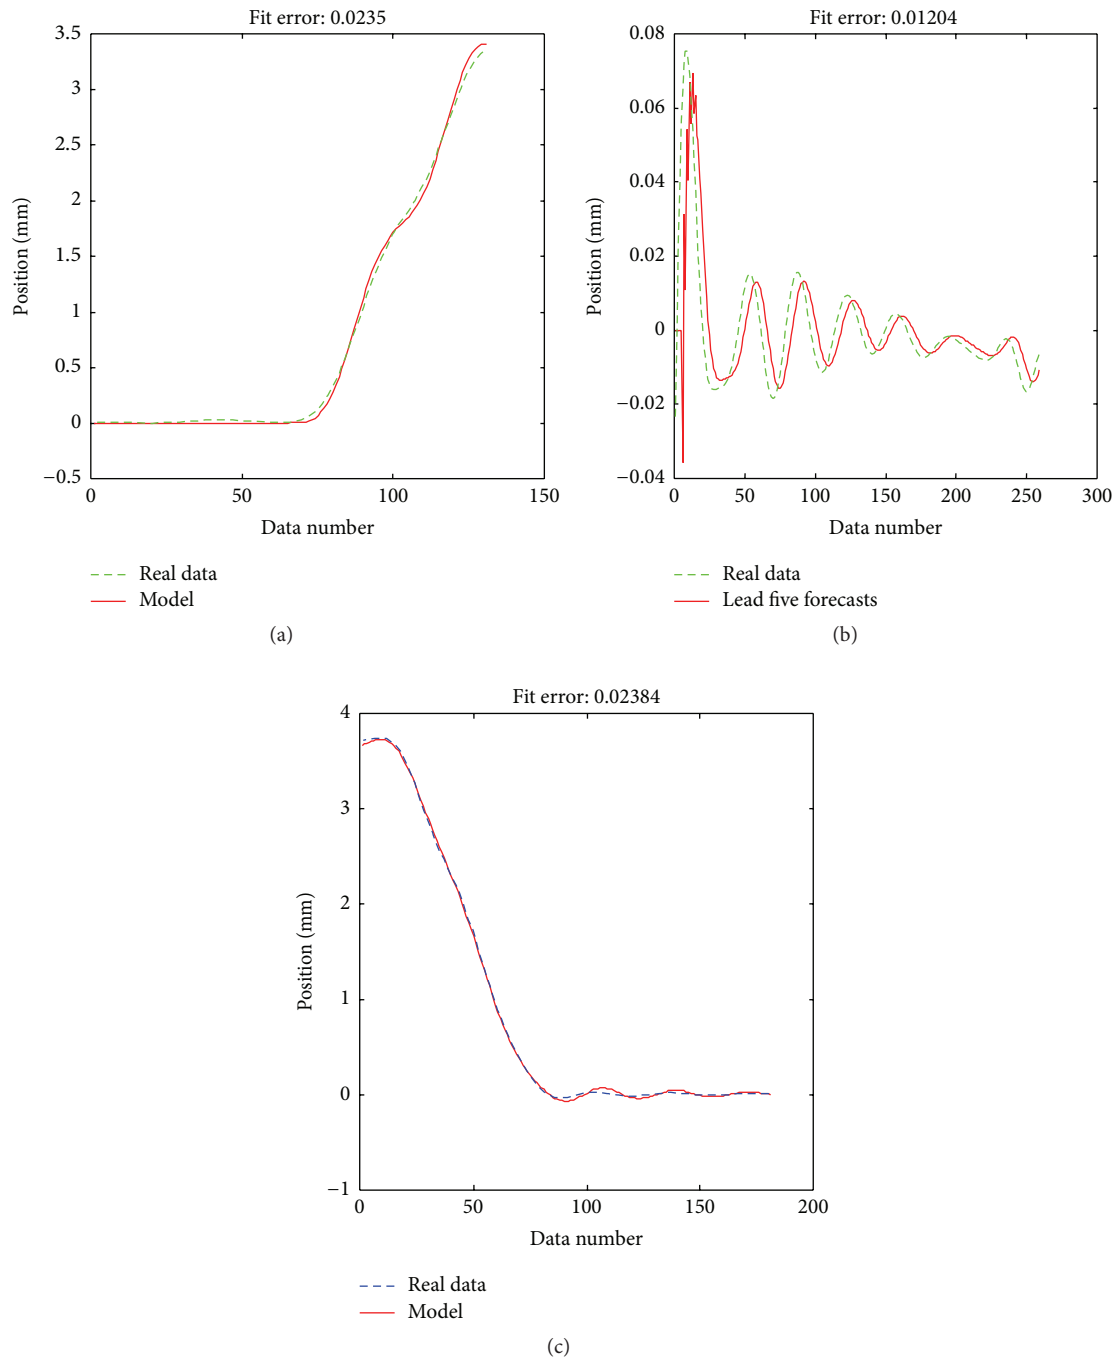 Fit error: 0.0235
3.5
3
2.5
2
1.5
1
0.5
0
−0.5
Position (mm)
0 50 100 150
Data number
Real data
Model
(a)
Fit error: 0.01204
0.08
0.06
0.04
0.02
0
−0.02
−0.04
Position (mm)
0 50 100 150 200 250 300
Data number
Real data
Lead five forecasts
(b)
Fit error: 0.02384
4
3
2
1
0
−1
Position (mm)
0 50 100 150 200
Data number
Real data
Model
(c)